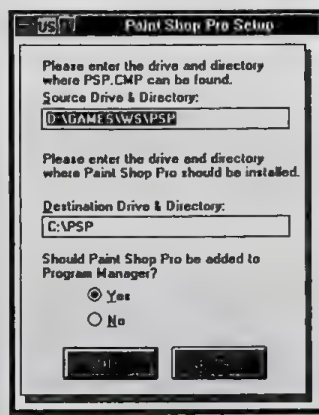 US
Paint Shop Pro Setup
Please enter the drive and directory
where PSP.CMP can be found.
Source Drive & Directory:
D:\GAMES\WS\PSP
Please enter the drive and directory
where Paint Shop Pro should be installed.
Destination Drive & Directory:
C:\PSP
Should Paint Shop Pro be added to
Program Manager?
Yes
No